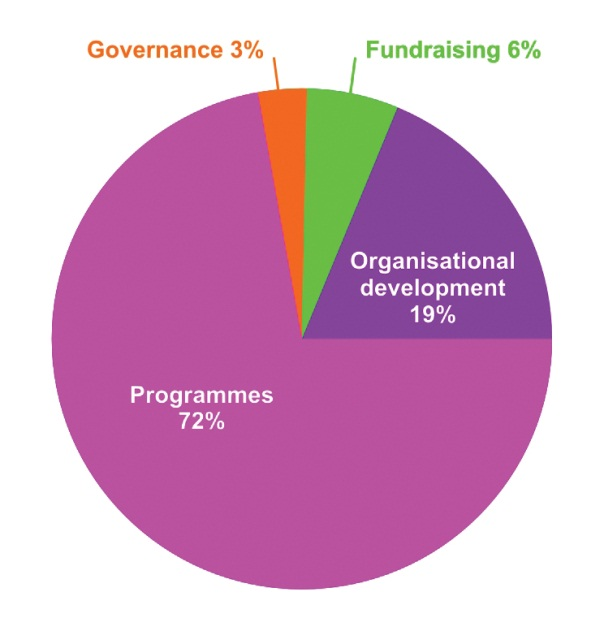 Governance 3%
Fundraising 6%
Organisational
development
19%
Programmes
72%